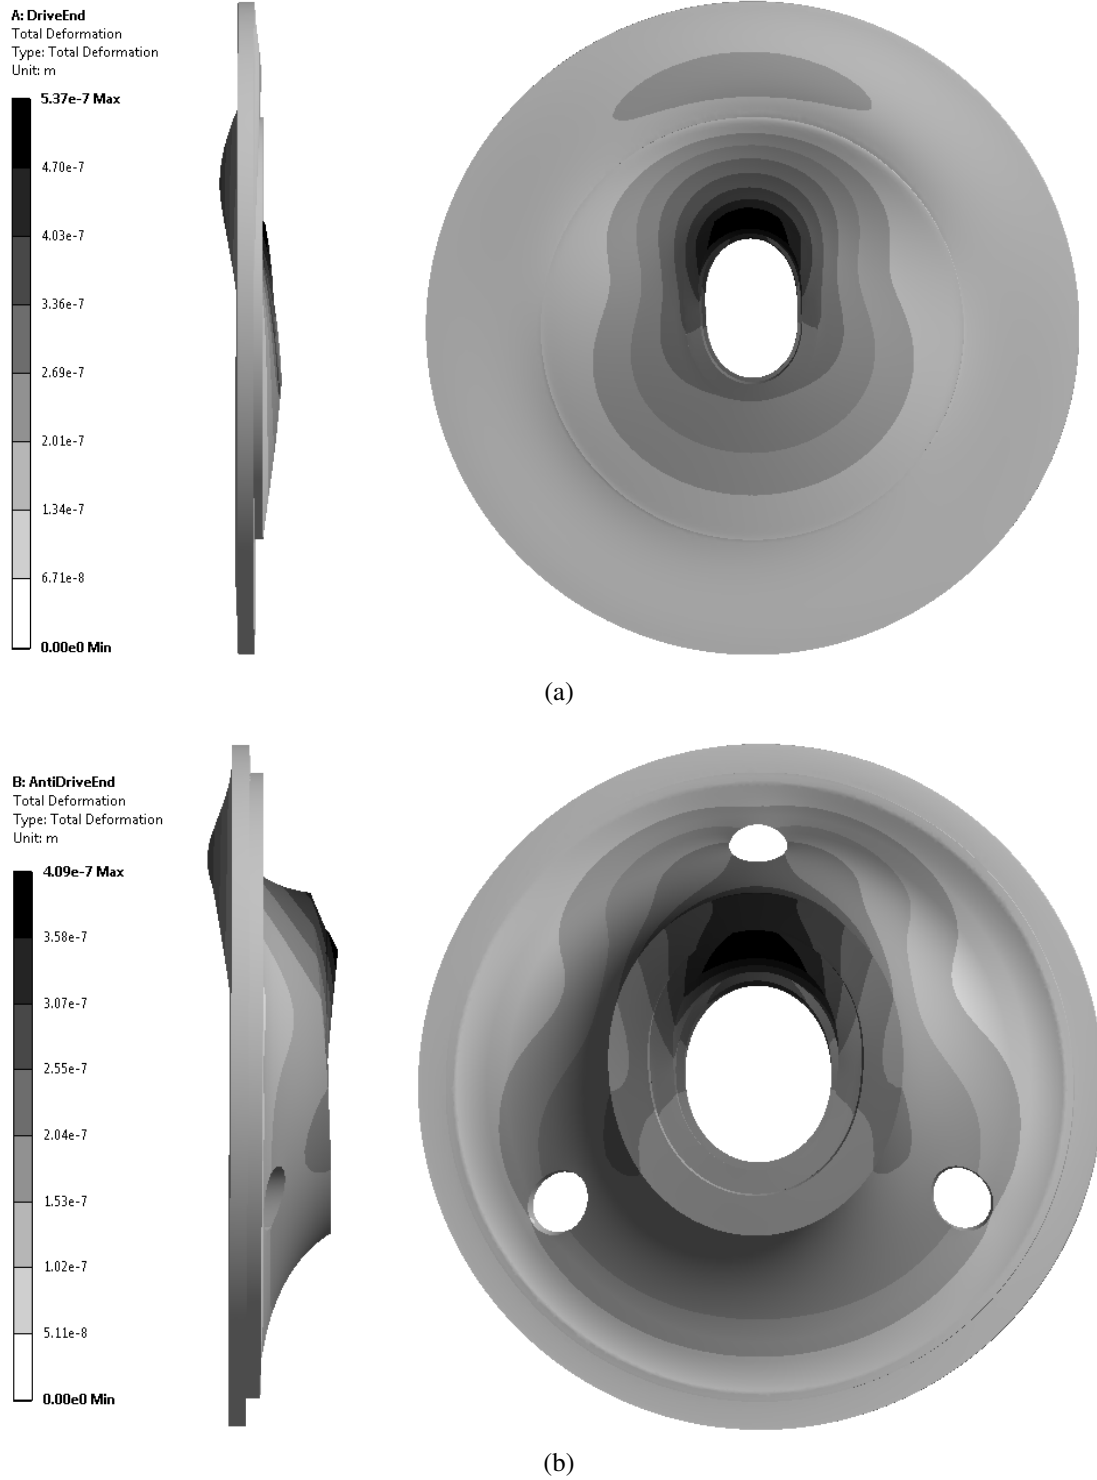 A: DriveEnd
Total Deformation
Type: Total Deformation
Unit: m
5.37e-7 Max
4.70e-7
4.03e-7
3.36e-7
2.69e-7
2.01e-7
1.34e-7
6.71e-8
0.00e0 Min
(a)
B: AntiDriveEnd
Total Deformation
Type: Total Deformation
Unit: m
4.09e-7 Max
3.58e-7
3.07e-7
2.55e-7
2.04e-7
1.53e-7
1.02e-7
5.11e-8
0.00e0 Min
(b)